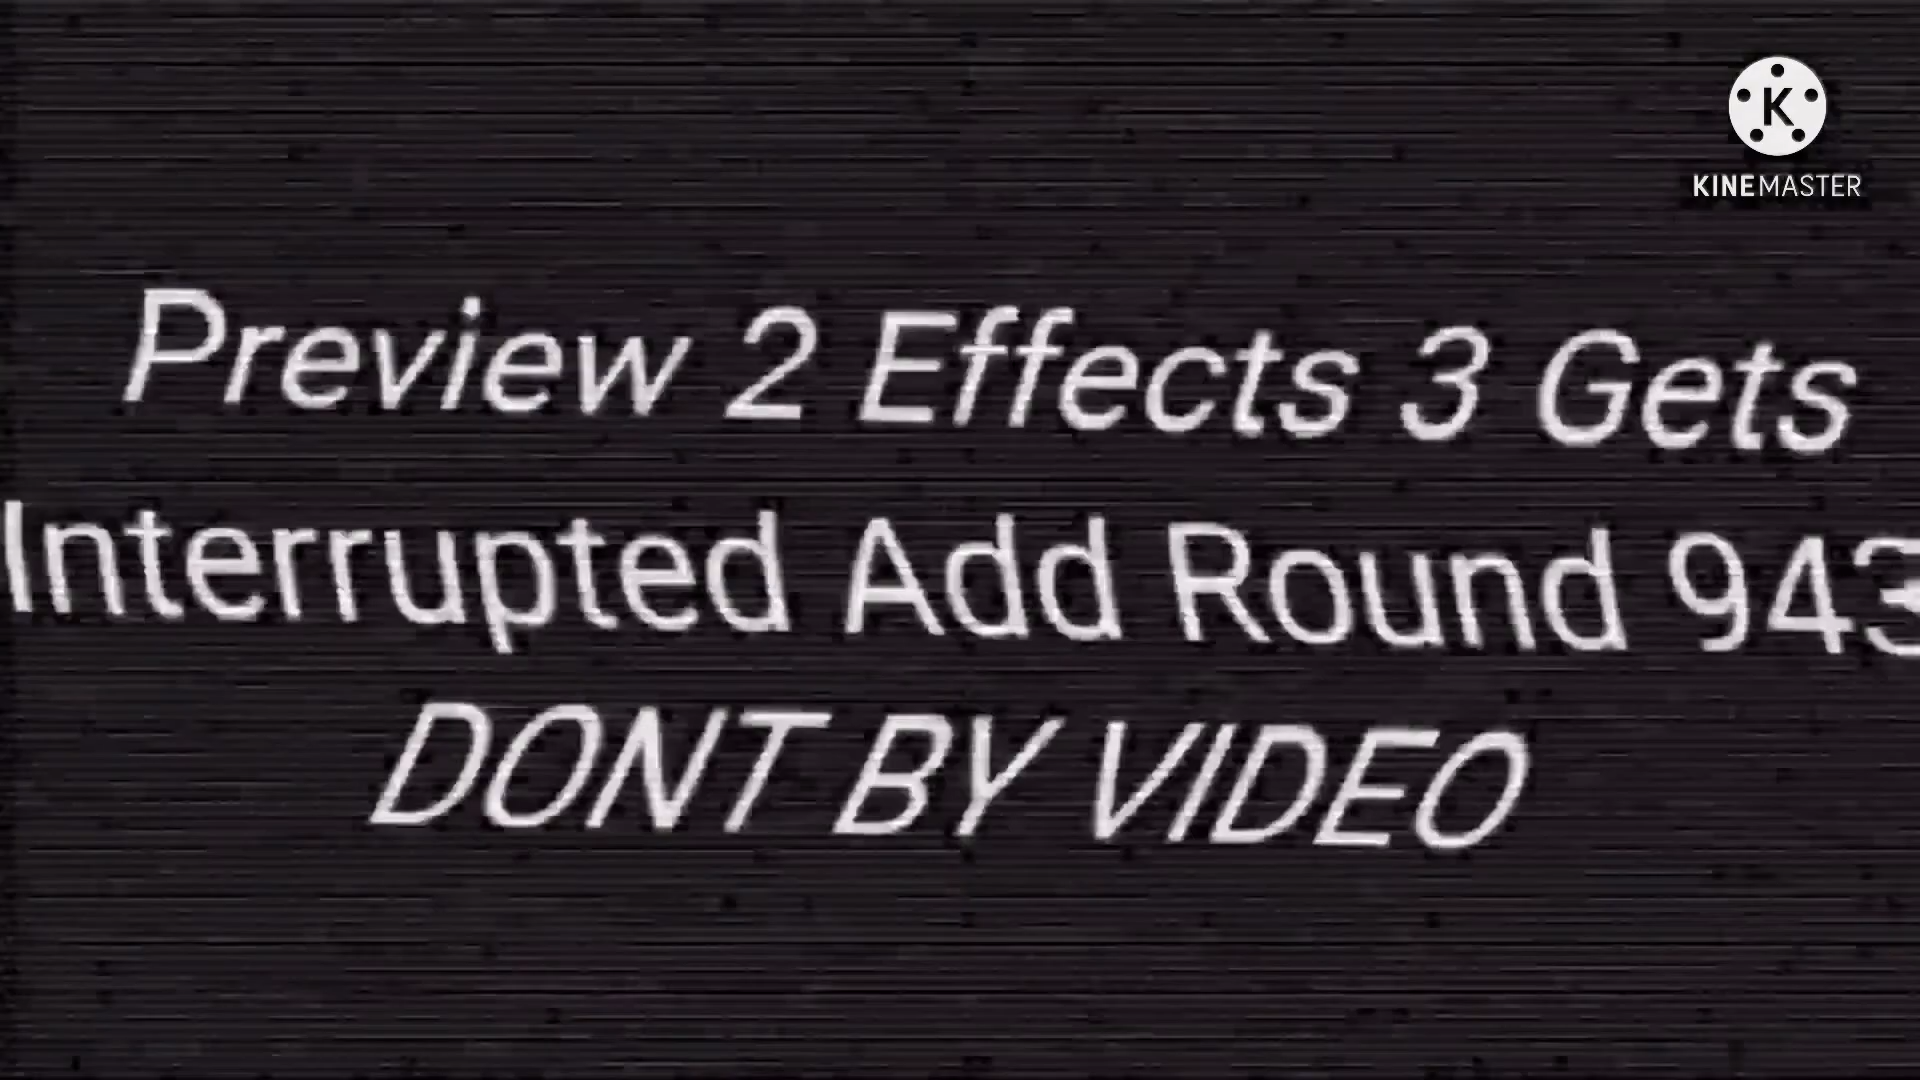 K
KINEMASTER
Preview 2 Effects 3 Gets
Interrupted Add Round 943
DONT BY VIDEO